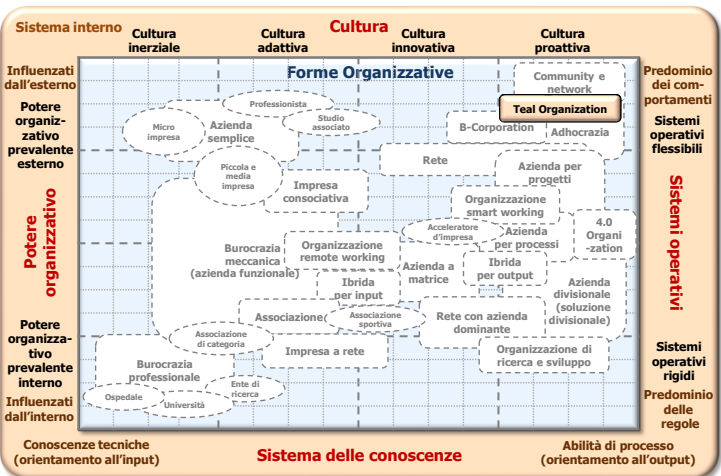 Sistema interno
Cultura
Cultura
inerziale
Cultura
adattiva
Cultura
innovativa
Cultura
proattiva
Influenzati
dall'esterno
Forme Organizzative
Predominio
dei com-
portamenti
Community e
network
Teal Organization
Potere
organiz-
zativo
prevalente
esterno
Professionista
Micro
impresa
Azienda
semplice
Studio
associato
B-Corporation
Adhocrazia
Sistemi
operativi
flessibili
Rete
Piccola e
media
impresa
Azienda per
progetti
Impresa
consociativa
Organizzazione
smart working
Potere
organizzativo
Sistemi operativi
Acceleratore
d'impresa
Azienda
per processi
4.0
Organi
-zation
Burocrazia
meccanica
(azienda funzionale)
Organizzazione
remote working
Azienda a
matrice
Ibrida
per output
Ibrida
per input
Azienda
divisionale
(soluzione
divisionale)
Associazione
Associazione
sportiva
Rete con azienda
dominante
Potere
organizza-
tivo
prevalente
interno
Associazione
di categoria
Impresa a rete
Organizzazione di
ricerca e sviluppo
Sistemi
operativi
rigidi
Burocrazia
professionale
Ente di
ricerca
Ospedale
Università
Influenzati
dall'interno
Predominio
delle
regole
Conoscenze tecniche
(orientamento all'input)
Sistema delle conoscenze
Abilità di processo
(orientamento all'output)